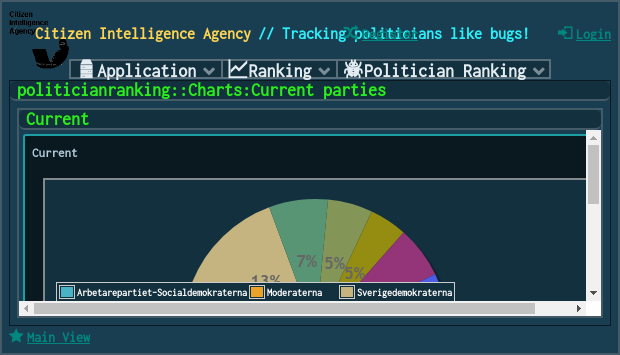 Citizen
Intelligence
Agency
Citizen Intelligence Agency // Tracking politicians like bugs!
Login
Application
Ranking
Politician Ranking
politicianranking::Charts:Current parties
Current
Current
7%
5%
5%
13%
Arbetarepartiet-Socialdemokraterna
Moderaterna
Sverigedemokraterna
Main View